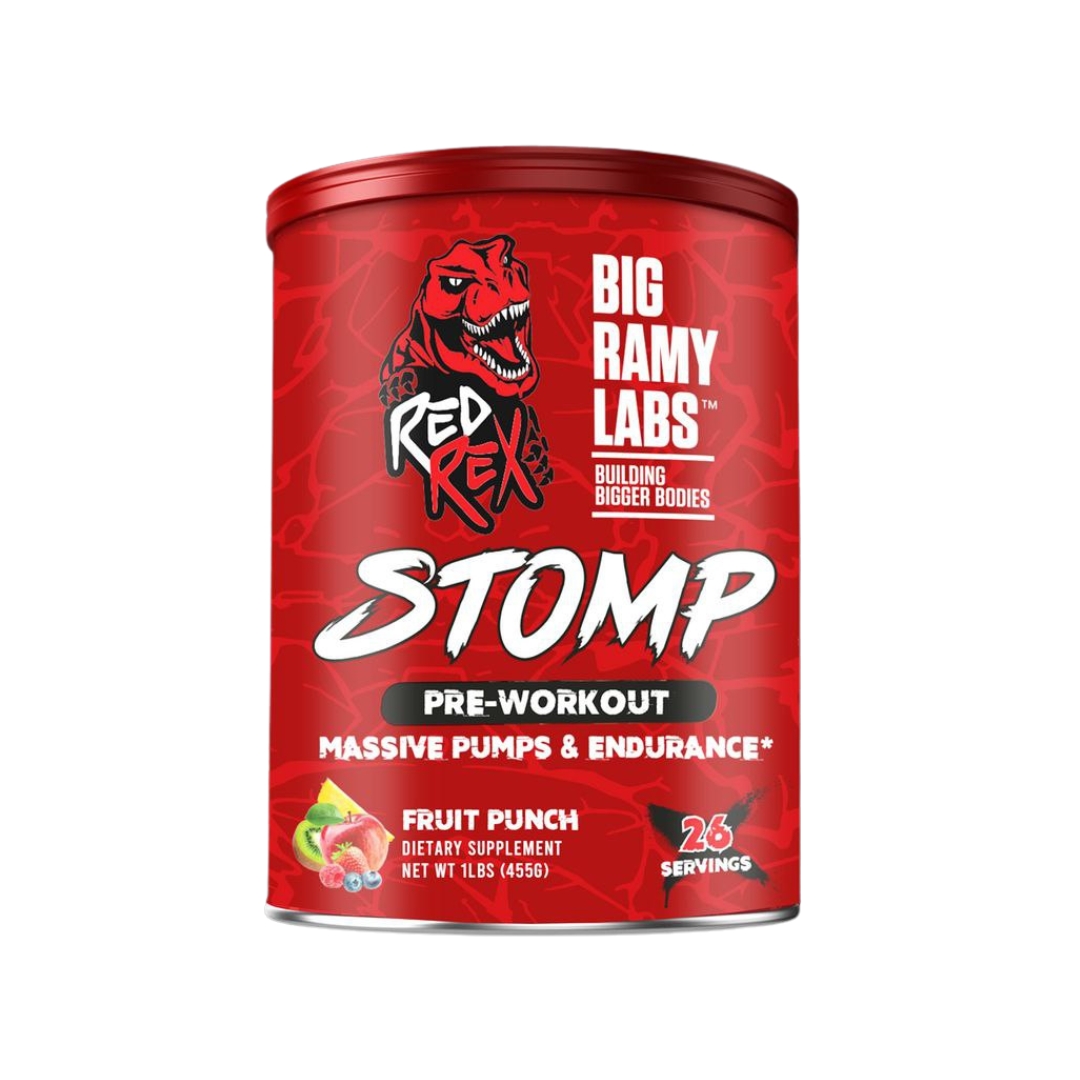 RED
REX
BIG
RAMY
LABS™
BUILDING
BIGGER BODIES
STOMP
PRE-WORKOUT
MASSIVE PUMPS & ENDURANCE*
FRUIT PUNCH
DIETARY SUPPLEMENT
NET WT 1LBS (455G)
26
SERVINGS